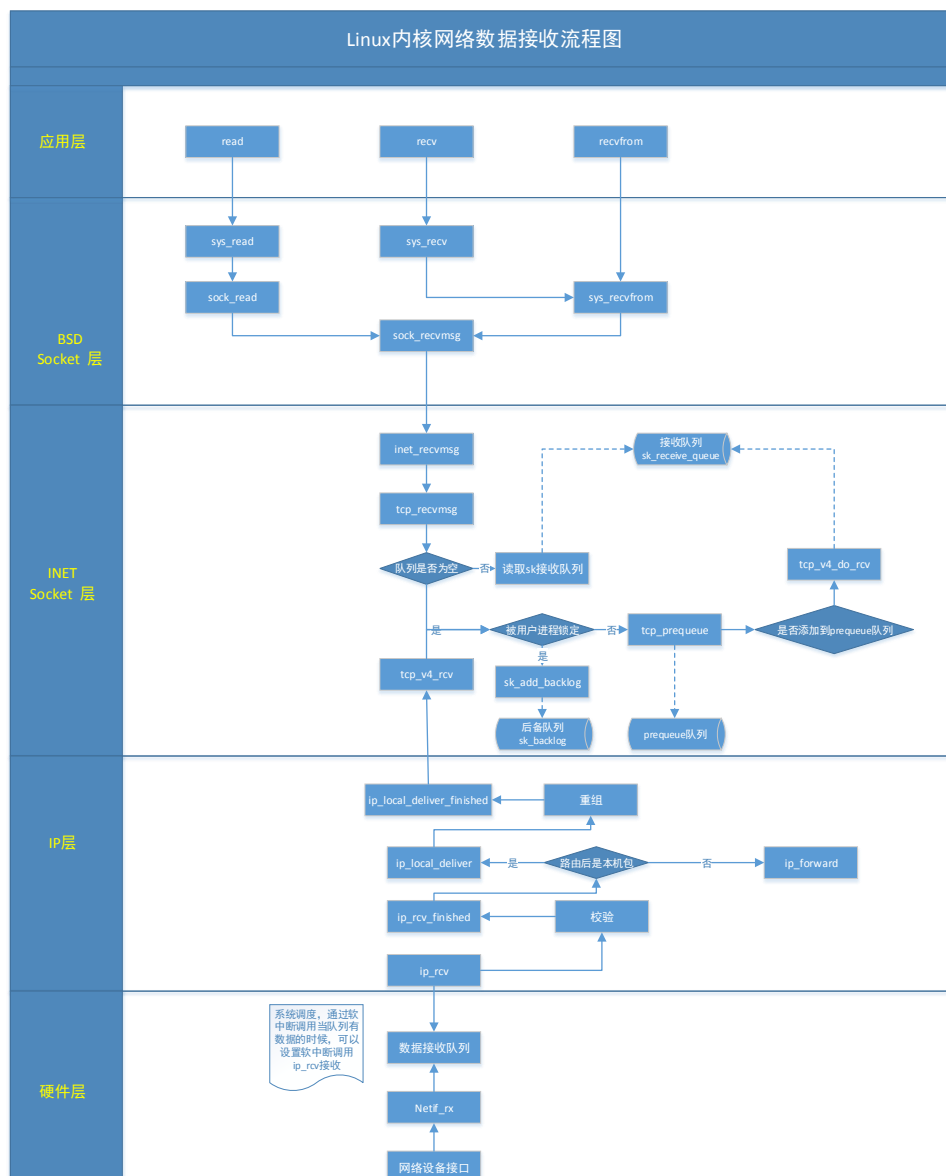 Linux内核网络数据接收流程图
应用层
read
recv
recvfrom
BSD
Socket 层
sys_read
sys_recv
sock_read
sys_recvfrom
sock_recvmsg
INET
Socket 层
inet_recvmsg
接收队列
sk_receive_queue
tcp_recvmsg
队列是否为空
否
读取sk接收队列
tcp_v4_do_rcv
是
被用户进程锁定
否
tcp_prequeue
是否添加到prequeue队列
是
tcp_v4_rcv
sk_add_backlog
后备队列
sk_backlog
prequeue队列
IP层
ip_local_deliver_finished
重组
ip_local_deliver
是
路由后是本机包
否
ip_forward
ip_rcv_finished
校验
ip_rcv
硬件层
系统调度，通过软
中断调用当队列有
数据的时候，可以
设置软中断调用
ip_rcv接收
数据接收队列
Netif_rx
网络设备接口